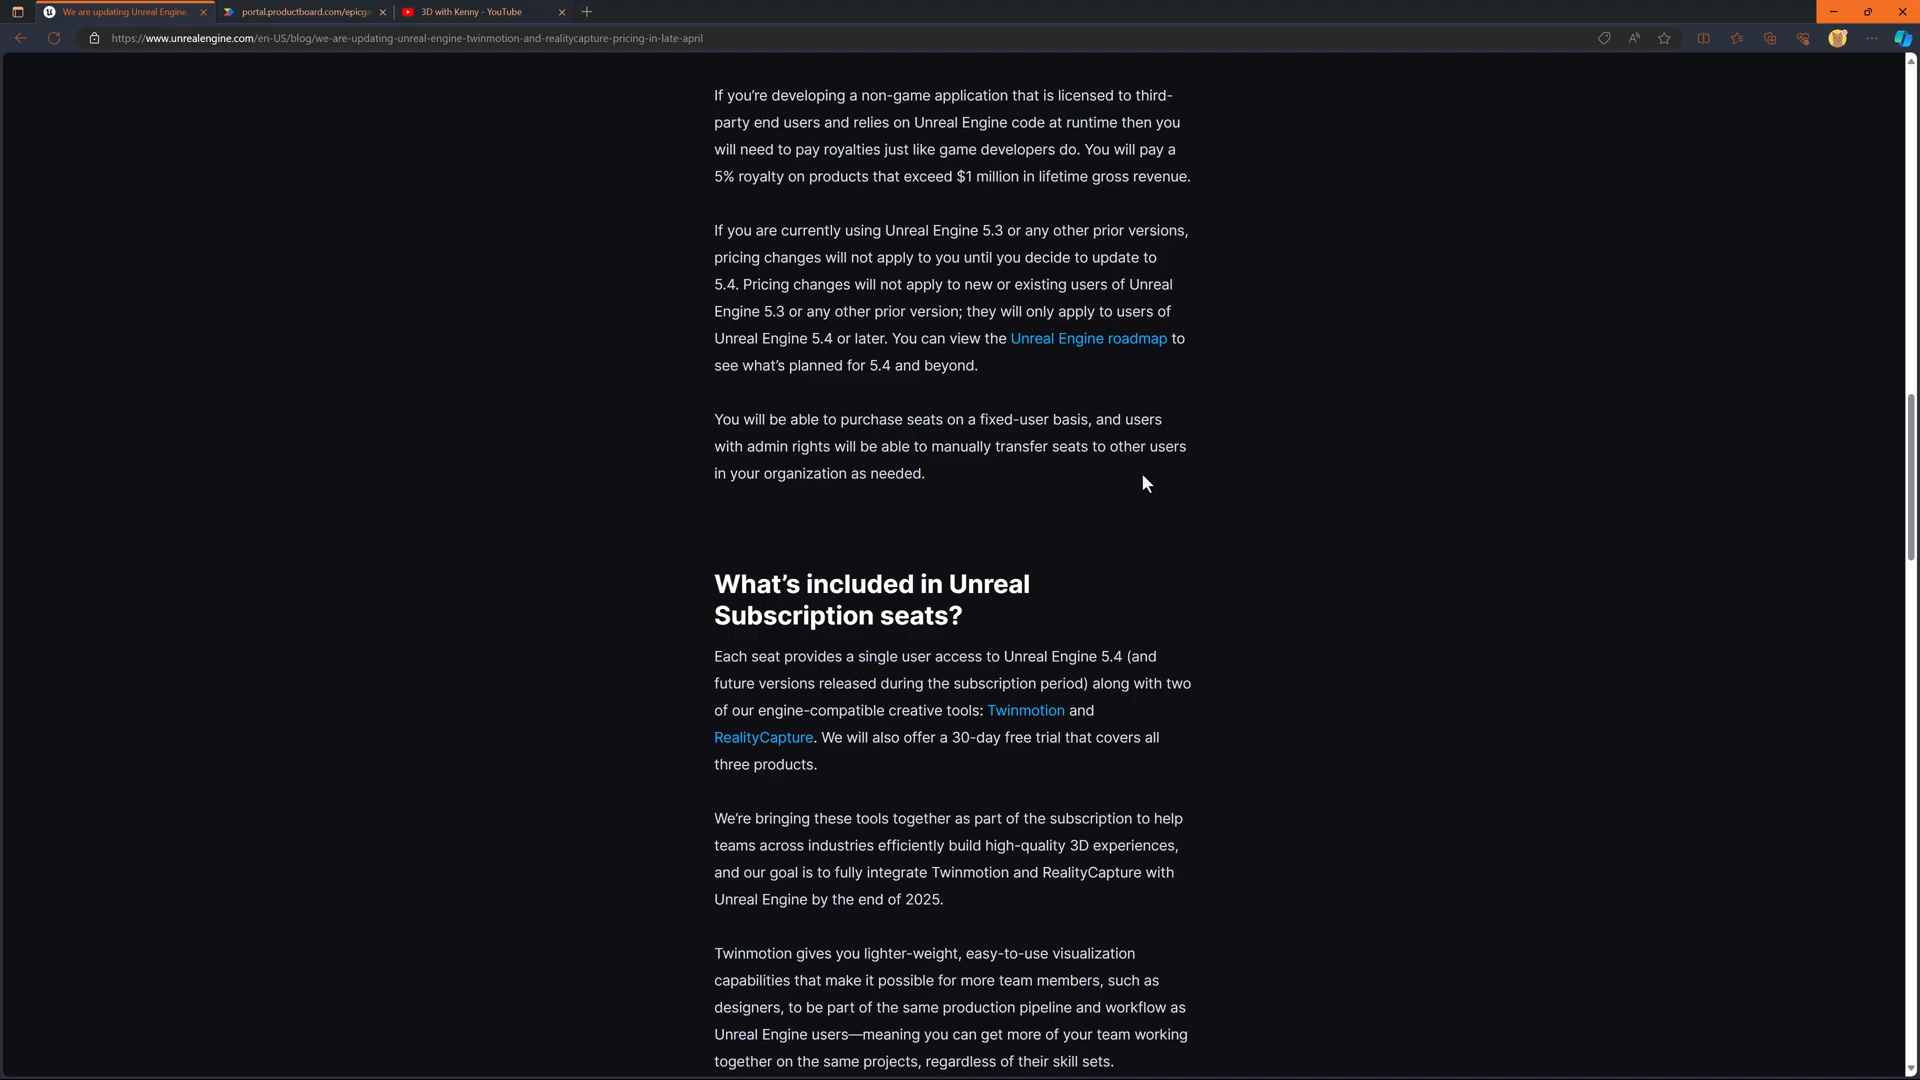 We are updating Unreal Engine,
portal.productboard.com/epicga
3D with Kenny - YouTube
https://www.unrealengine.com/en-US/blog/we-are-updating-unreal-engine-twinmotion-and-realitycapture-pricing-in-late-april
If you’re developing a non-game application that is licensed to third-
party end users and relies on Unreal Engine code at runtime then you
will need to pay royalties just like game developers do. You will pay a
5% royalty on products that exceed $1 million in lifetime gross revenue.
If you are currently using Unreal Engine 5.3 or any other prior versions,
pricing changes will not apply to you until you decide to update to
5.4. Pricing changes will not apply to new or existing users of Unreal
Engine 5.3 or any other prior version; they will only apply to users of
Unreal Engine 5.4 or later. You can view the Unreal Engine roadmap to
see what’s planned for 5.4 and beyond.
You will be able to purchase seats on a fixed-user basis, and users
with admin rights will be able to manually transfer seats to other users
in your organization as needed.
What’s included in Unreal
Subscription seats?
Each seat provides a single user access to Unreal Engine 5.4 (and
future versions released during the subscription period) along with two
of our engine-compatible creative tools: Twinmotion and
RealityCapture. We will also offer a 30-day free trial that covers all
three products.
We’re bringing these tools together as part of the subscription to help
teams across industries efficiently build high-quality 3D experiences,
and our goal is to fully integrate Twinmotion and RealityCapture with
Unreal Engine by the end of 2025.
Twinmotion gives you lighter-weight, easy-to-use visualization
capabilities that make it possible for more team members, such as
designers, to be part of the same production pipeline and workflow as
Unreal Engine users—meaning you can get more of your team working
together on the same projects, regardless of their skill sets.